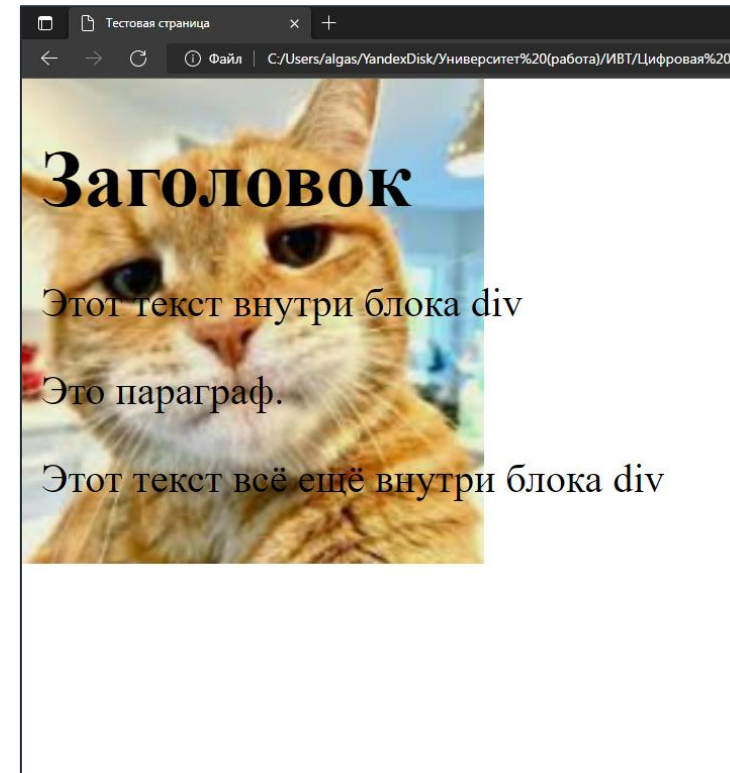 Тестовая страница
Файл C:/Users/algas/YandexDisk/Университет%20(работа)/ИВТ/Цифровая%20
Заголовок
Этот текст внутри блока div
Это параграф.
Этот текст всё ещё внутри блока div